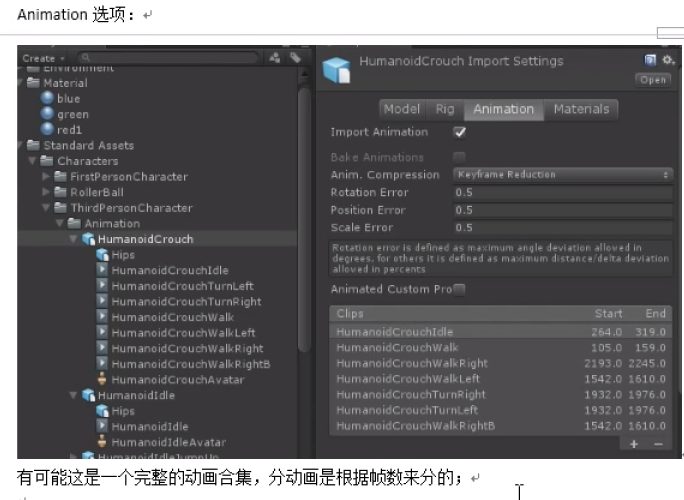 Animation 选项：
Create
Environment
Material
blue
green
red1
Standard Assets
Characters
FirstPersonCharacter
RollerBall
ThirdPersonCharacter
Animation
HumanoidCrouch
Hips
HumanoidCrouchIdle
HumanoidCrouchTurnLeft
HumanoidCrouchTurnRight
HumanoidCrouchWalk
HumanoidCrouchWalkLeft
HumanoidCrouchWalkRight
HumanoidCrouchWalkRightB
HumanoidCrouchAvatar
HumanoidIdle
Hips
HumanoidIdle
HumanoidIdleAvatar
HumanoidIdleJumpUp
HumanoidCrouch Import Settings
Open
Model Rig Animation Materials
Import Animation
Bake Animations
Anim. Compression Keyframe Reduction
Rotation Error 0.5
Position Error 0.5
Scale Error 0.5
Rotation error is defined as maximum angle deviation allowed in
degrees, for others it is defined as maximum distance/delta deviation
allowed in percents
Animated Custom Pro
Clips Start End
HumanoidCrouchIdle 264.0 319.0
HumanoidCrouchWalk 105.0 159.0
HumanoidCrouchWalkRight 2193.0 2245.0
HumanoidCrouchWalkLeft 1542.0 1610.0
HumanoidCrouchTurnRight 1932.0 1976.0
HumanoidCrouchTurnLeft 1932.0 1976.0
HumanoidCrouchWalkRightB 1542.0 1610.0
+ −
有可能这是一个完整的动画合集，分动画是根据帧数来分的；